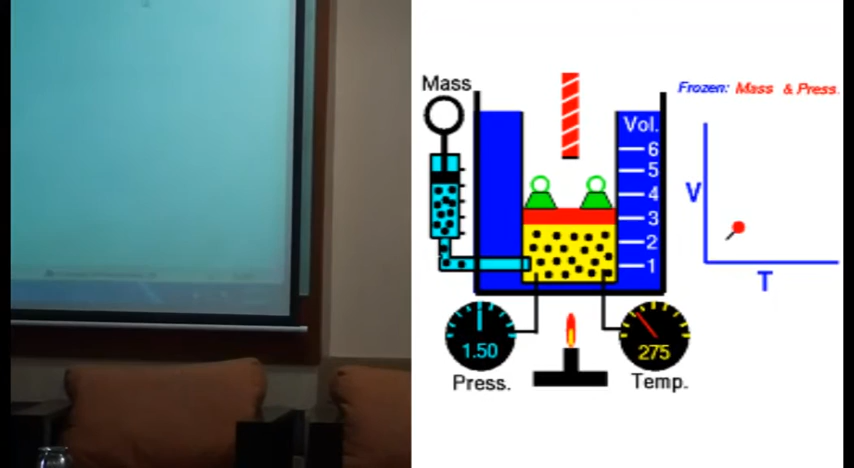 Mass
Frozen: Mass & Press.
Vol.
6
5
4
3
2
1
V
T
1.50
275
Press.
Temp.